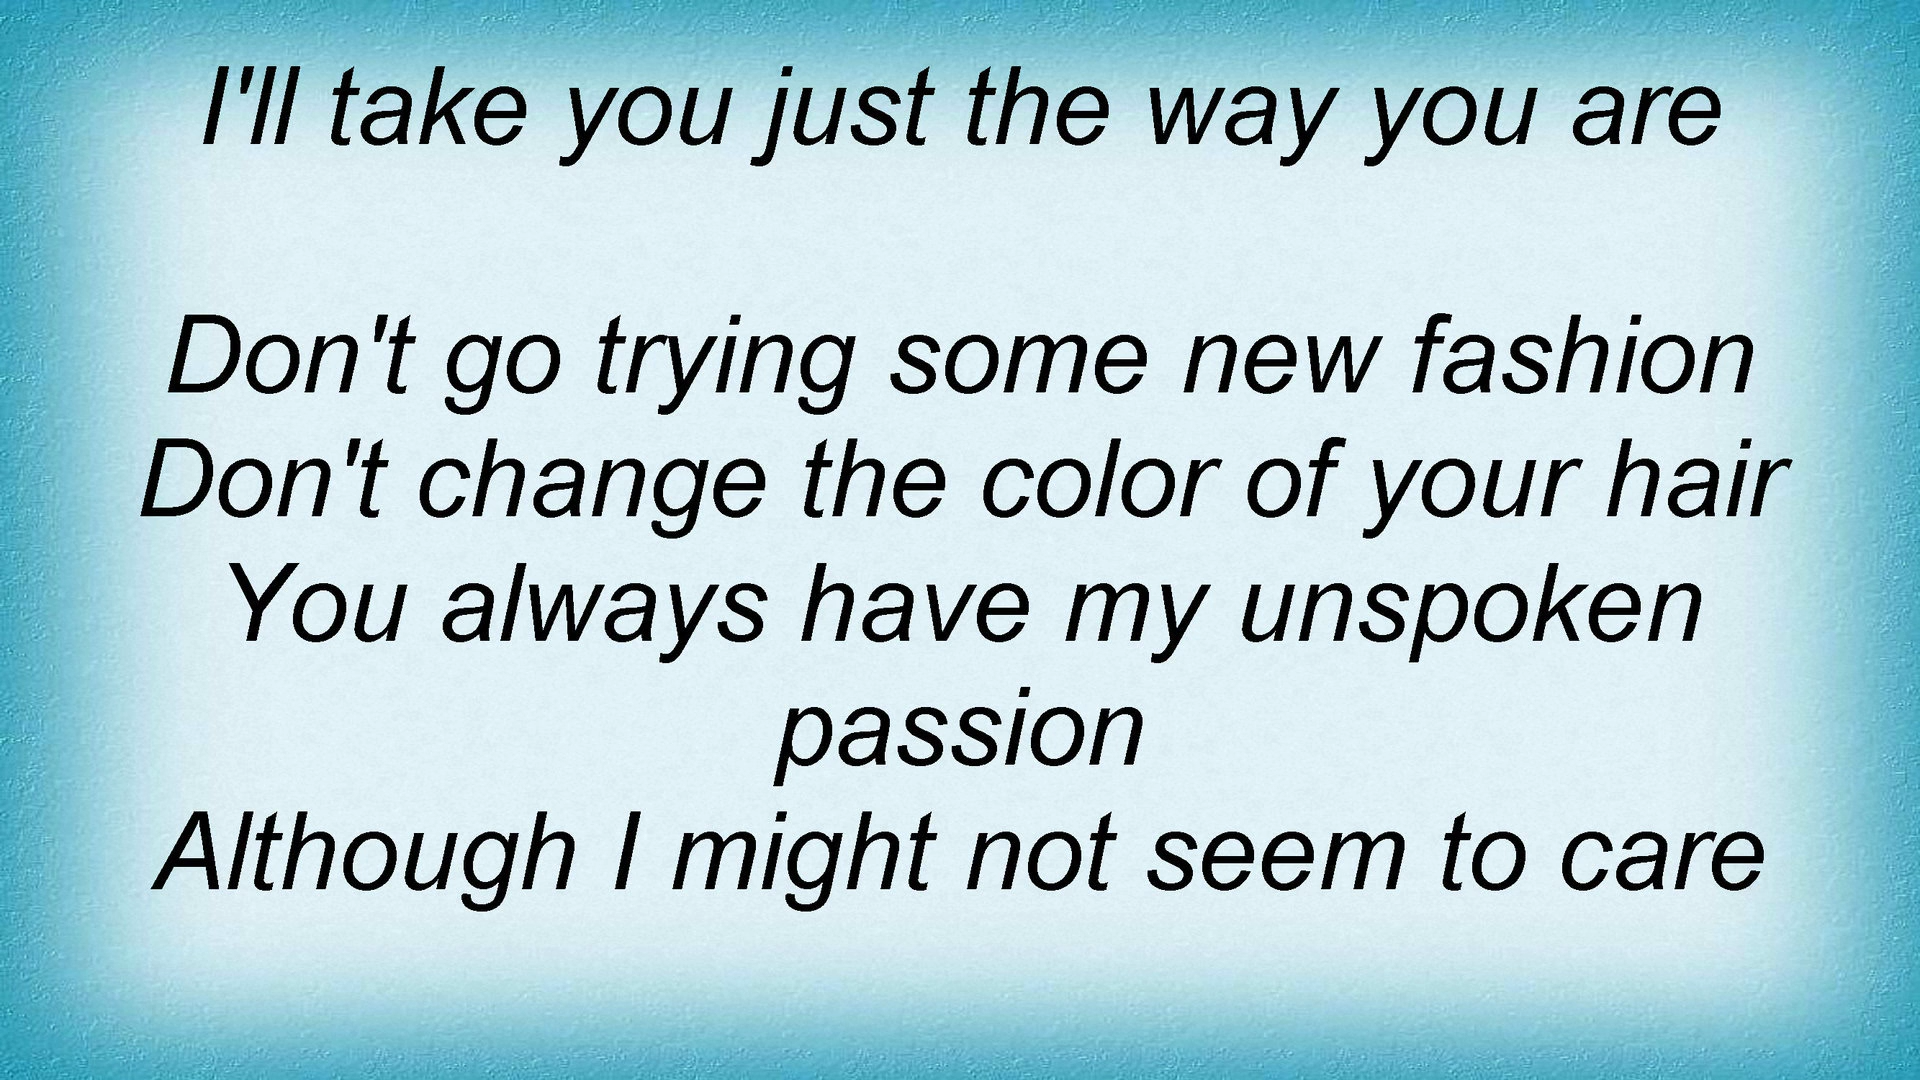 I'll take you just the way you are
Don't go trying some new fashion
Don't change the color of your hair
You always have my unspoken
passion
Although I might not seem to care